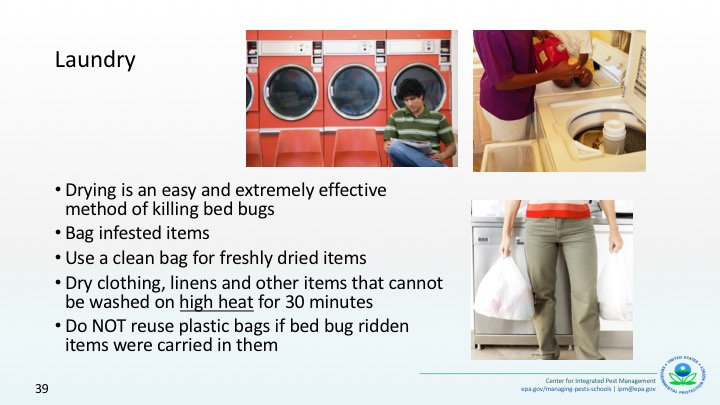 Laundry
• Drying is an easy and extremely effective
method of killing bed bugs
• Bag infested items
• Use a clean bag for freshly dried items
• Dry clothing, linens and other items that cannot
be washed on high heat for 30 minutes
• Do NOT reuse plastic bags if bed bug ridden
items were carried in them
39
Center for Integrated Pest Management
epa.gov/managing-pests-schools | ipm@epa.gov